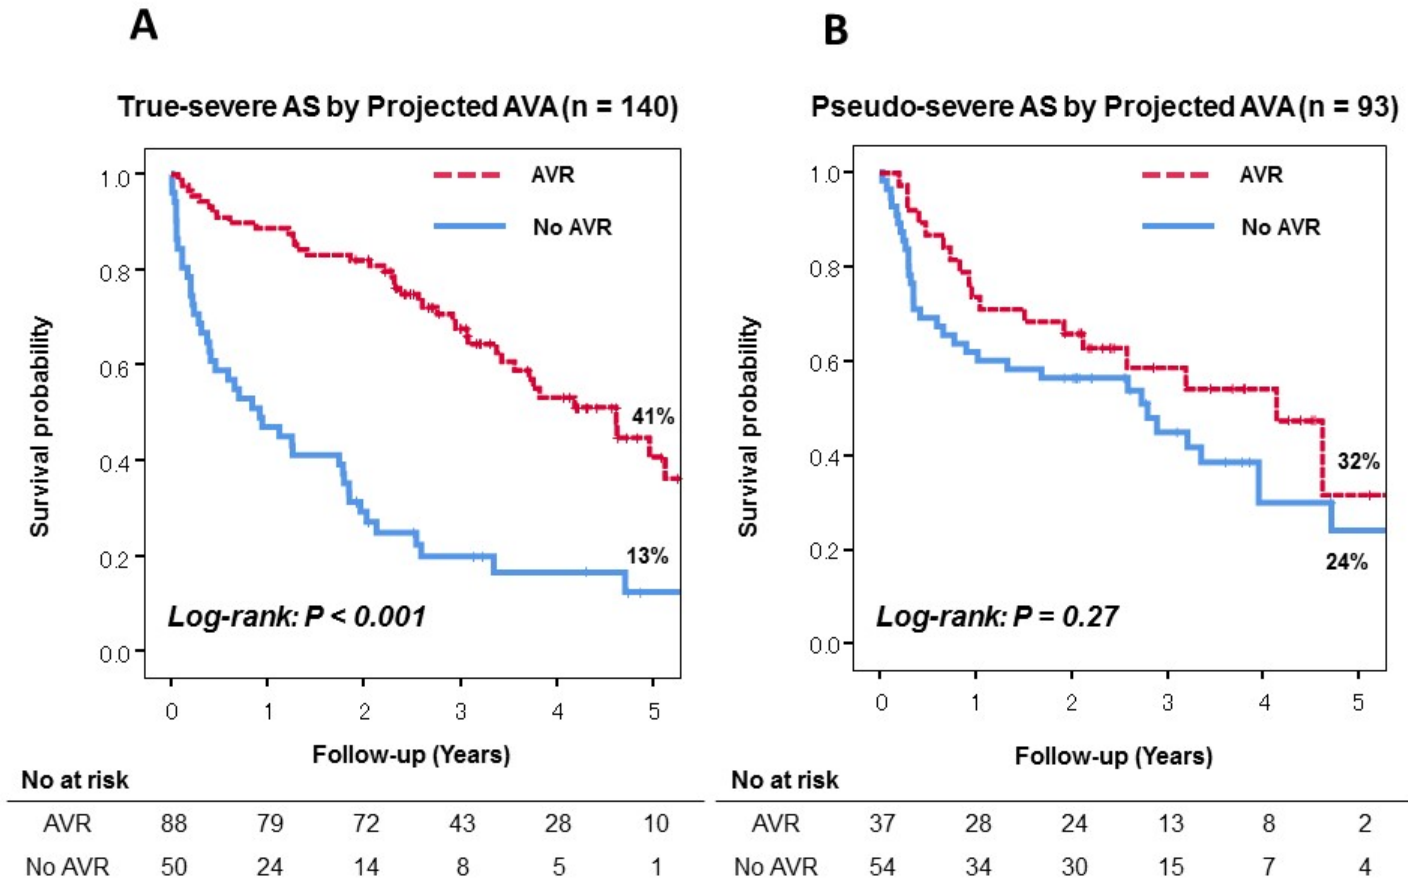 A
True-severe AS by Projected AVA (n = 140)
AVR
No AVR
Survival probability
1.0
0.8
0.6
0.4
0.2
0.0
41%
13%
Log-rank: P < 0.001
0 1 2 3 4 5
Follow-up (Years)
No at risk
AVR 88 79 72 43 28 10
No AVR 50 24 14 8 5 1
B
Pseudo-severe AS by Projected AVA (n = 93)
AVR
No AVR
Survival probability
1.0
0.8
0.6
0.4
0.2
0.0
32%
24%
Log-rank: P = 0.27
0 1 2 3 4 5
Follow-up (Years)
No at risk
AVR 37 28 24 13 8 2
No AVR 54 34 30 15 7 4